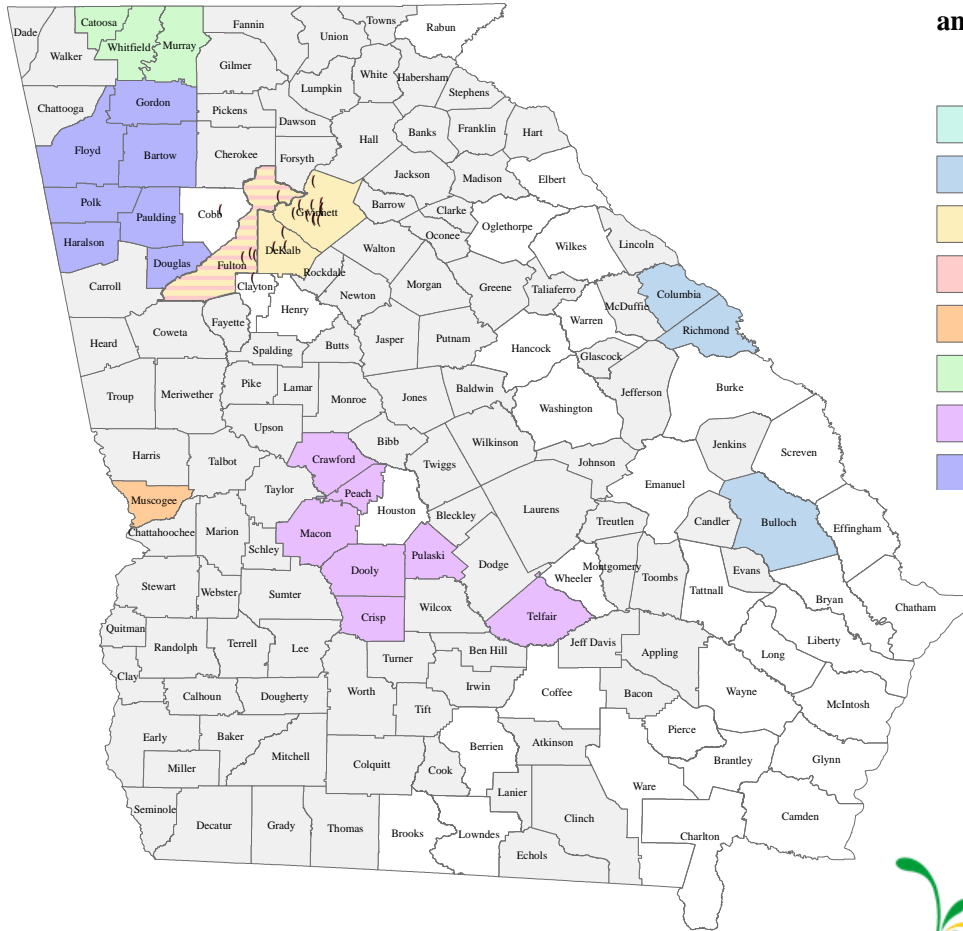 an
Dade
Catoosa
Fannin
Towns
Rabun
Union
Walker
Whitfield
Murray
Gilmer
White
Habersham
Lumpkin
Stephens
Chattooga
Gordon
Pickens
Dawson
Banks
Franklin
Hart
Hall
Floyd
Bartow
Cherokee
Forsyth
Jackson
Madison
Elbert
Polk
Paulding
Cobb
Gwinnett
Barrow
Clarke
Oconee
Oglethorpe
Haralson
Wilkes
Lincoln
Douglas
Fulton
DeKalb
Rockdale
Walton
Carroll
Clayton
Newton
Morgan
Greene
Taliaferro
Columbia
McDuffie
Henry
Fayette
Warren
Richmond
Heard
Coweta
Spalding
Butts
Jasper
Putnam
Hancock
Glascock
Troup
Meriwether
Pike
Lamar
Monroe
Jones
Baldwin
Washington
Jefferson
Burke
Upson
Harris
Talbot
Crawford
Bibb
Twiggs
Wilkinson
Johnson
Jenkins
Screven
Muscogee
Taylor
Peach
Houston
Emanuel
Chattahoochee
Marion
Schley
Macon
Bleckley
Laurens
Treutlen
Candler
Bulloch
Effingham
Stewart
Webster
Sumter
Dooly
Pulaski
Dodge
Wheeler
Montgomery
Toombs
Evans
Tattnall
Bryan
Chatham
Quitman
Crisp
Wilcox
Telfair
Randolph
Terrell
Lee
Turner
Ben Hill
Jeff Davis
Appling
Long
Liberty
Clay
Calhoun
Dougherty
Worth
Irwin
Tift
Coffee
Bacon
Wayne
McIntosh
Early
Baker
Mitchell
Berrien
Atkinson
Pierce
Brantley
Glynn
Miller
Colquitt
Cook
Lanier
Ware
Seminole
Decatur
Grady
Thomas
Brooks
Lowndes
Clinch
Camden
Echols
Charlton